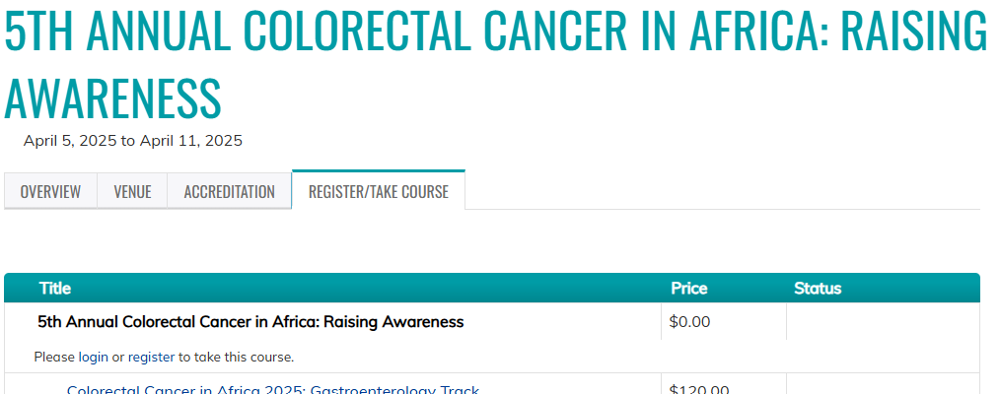 5TH ANNUAL COLORECTAL CANCER IN AFRICA: RAISING
AWARENESS
April 5, 2025 to April 11, 2025
OVERVIEW VENUE ACCREDITATION REGISTER/TAKE COURSE
Title Price Status
5th Annual Colorectal Cancer in Africa: Raising Awareness $0.00
Please login or register to take this course.
Colorectal Cancer in Africa 2025: Gastroenterology Track $120.00